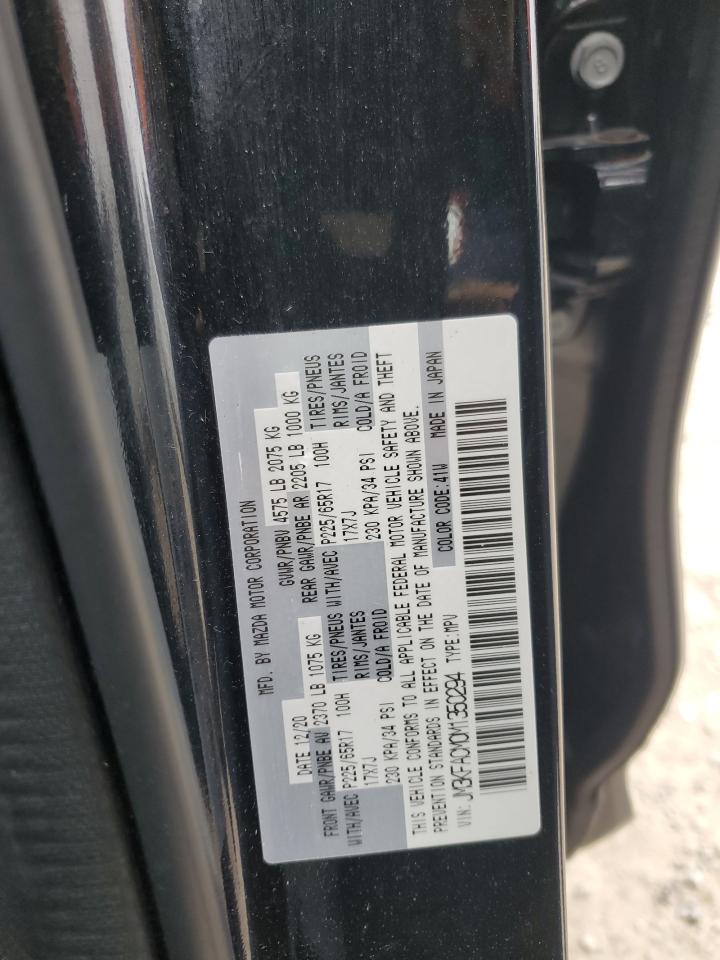 MFD. BY MAZDA MOTOR CORPORATION
DATE 12/20 GVWR/PNBV 4575 LB 2075 KG
FRONT GAWR/PNBE AV 2370 LB 1075 KG REAR GAWR/PNBE AR 2205 LB 1000 KG
WITH/AVEC P225/65R17 100H TIRES/PNEUS WITH/AVEC P225/65R17 100H TIRES/PNEUS
17X7J RIMS/JANTES 17X7J RIMS/JANTES
230 KPA/34 PSI COLD/A FROID 230 KPA/34 PSI COLD/A FROID
THIS VEHICLE CONFORMS TO ALL APPLICABLE FEDERAL MOTOR VEHICLE SAFETY AND THEFT
PREVENTION STANDARDS IN EFFECT ON THE DATE OF MANUFACTURE SHOWN ABOVE.
VIN: JM3KFACY0M1350294 TYPE:MPV COLOR CODE:41W MADE IN JAPAN